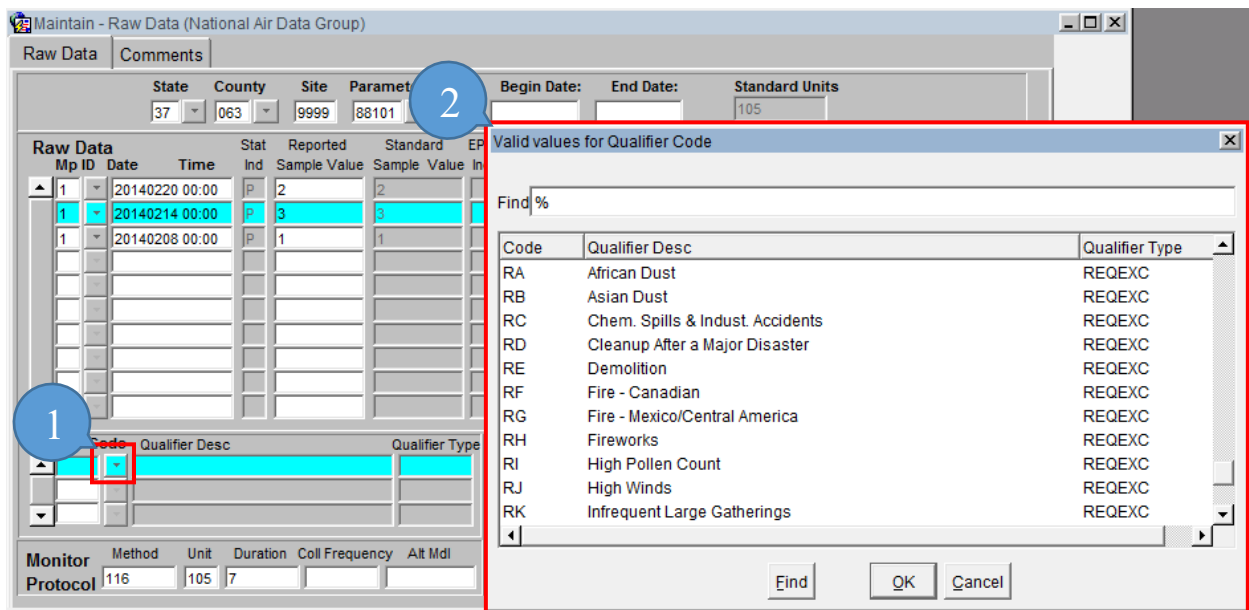 Maintain - Raw Data (National Air Data Group)
Raw Data Comments
State County Site Paramet Begin Date: End Date: Standard Units
37 063 9999 88101 105
2
Raw Data Stat Reported Standard EP
Mp ID Date Time Ind Sample Value Sample Value In
1 20140220 00:00 P 2 2
1 20140214 00:00 P 3 3
1 20140208 00:00 P 1 1
1
Code Qualifier Desc Qualifier Type
Monitor Protocol
Method Unit Duration Coll Frequency Alt Mdl
116 105 7
Valid values for Qualifier Code
Find %
Code Qualifier Desc Qualifier Type
RA African Dust REQEXC
RB Asian Dust REQEXC
RC Chem. Spills & Indust. Accidents REQEXC
RD Cleanup After a Major Disaster REQEXC
RE Demolition REQEXC
RF Fire - Canadian REQEXC
RG Fire - Mexico/Central America REQEXC
RH Fireworks REQEXC
RI High Pollen Count REQEXC
RJ High Winds REQEXC
RK Infrequent Large Gatherings REQEXC
Find OK Cancel